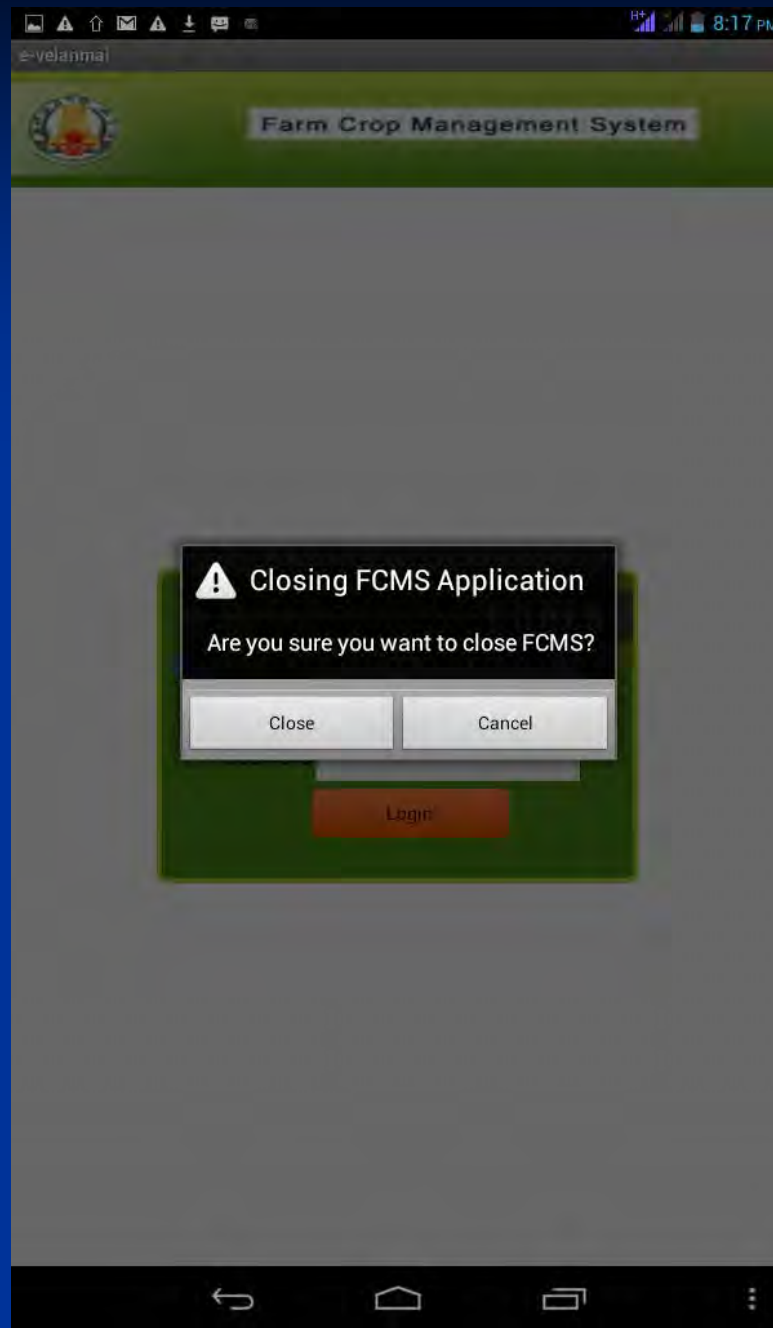 8:17 PM
e-velanmai
Farm Crop Management System
Closing FCMS Application
Are you sure you want to close FCMS?
Close Cancel
Login